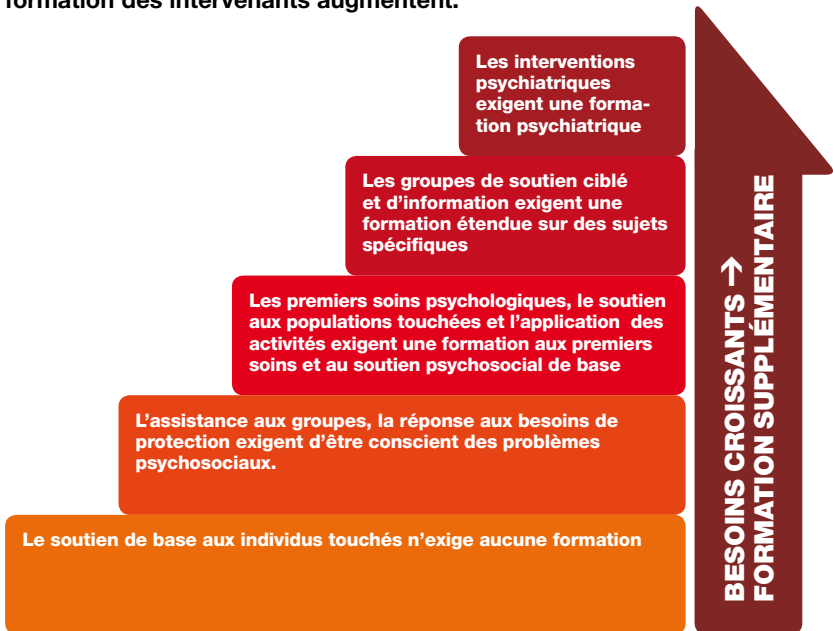 formation des intervenants augmentent.
Les interventions
psychiatriques
exigent une forma-
tion psychiatrique
Les groupes de soutien ciblé
et d’information exigent une
formation étendue sur des sujets
spécifiques
Les premiers soins psychologiques, le soutien
aux populations touchées et l’application des
activités exigent une formation aux premiers
soins et au soutien psychosocial de base
L’assistance aux groupes, la réponse aux besoins de
protection exigent d’être conscient des problèmes
psychosociaux.
Le soutien de base aux individus touchés n’exige aucune formation
BESOINS CROISSANTS →
FORMATION SUPPLÉMENTAIRE